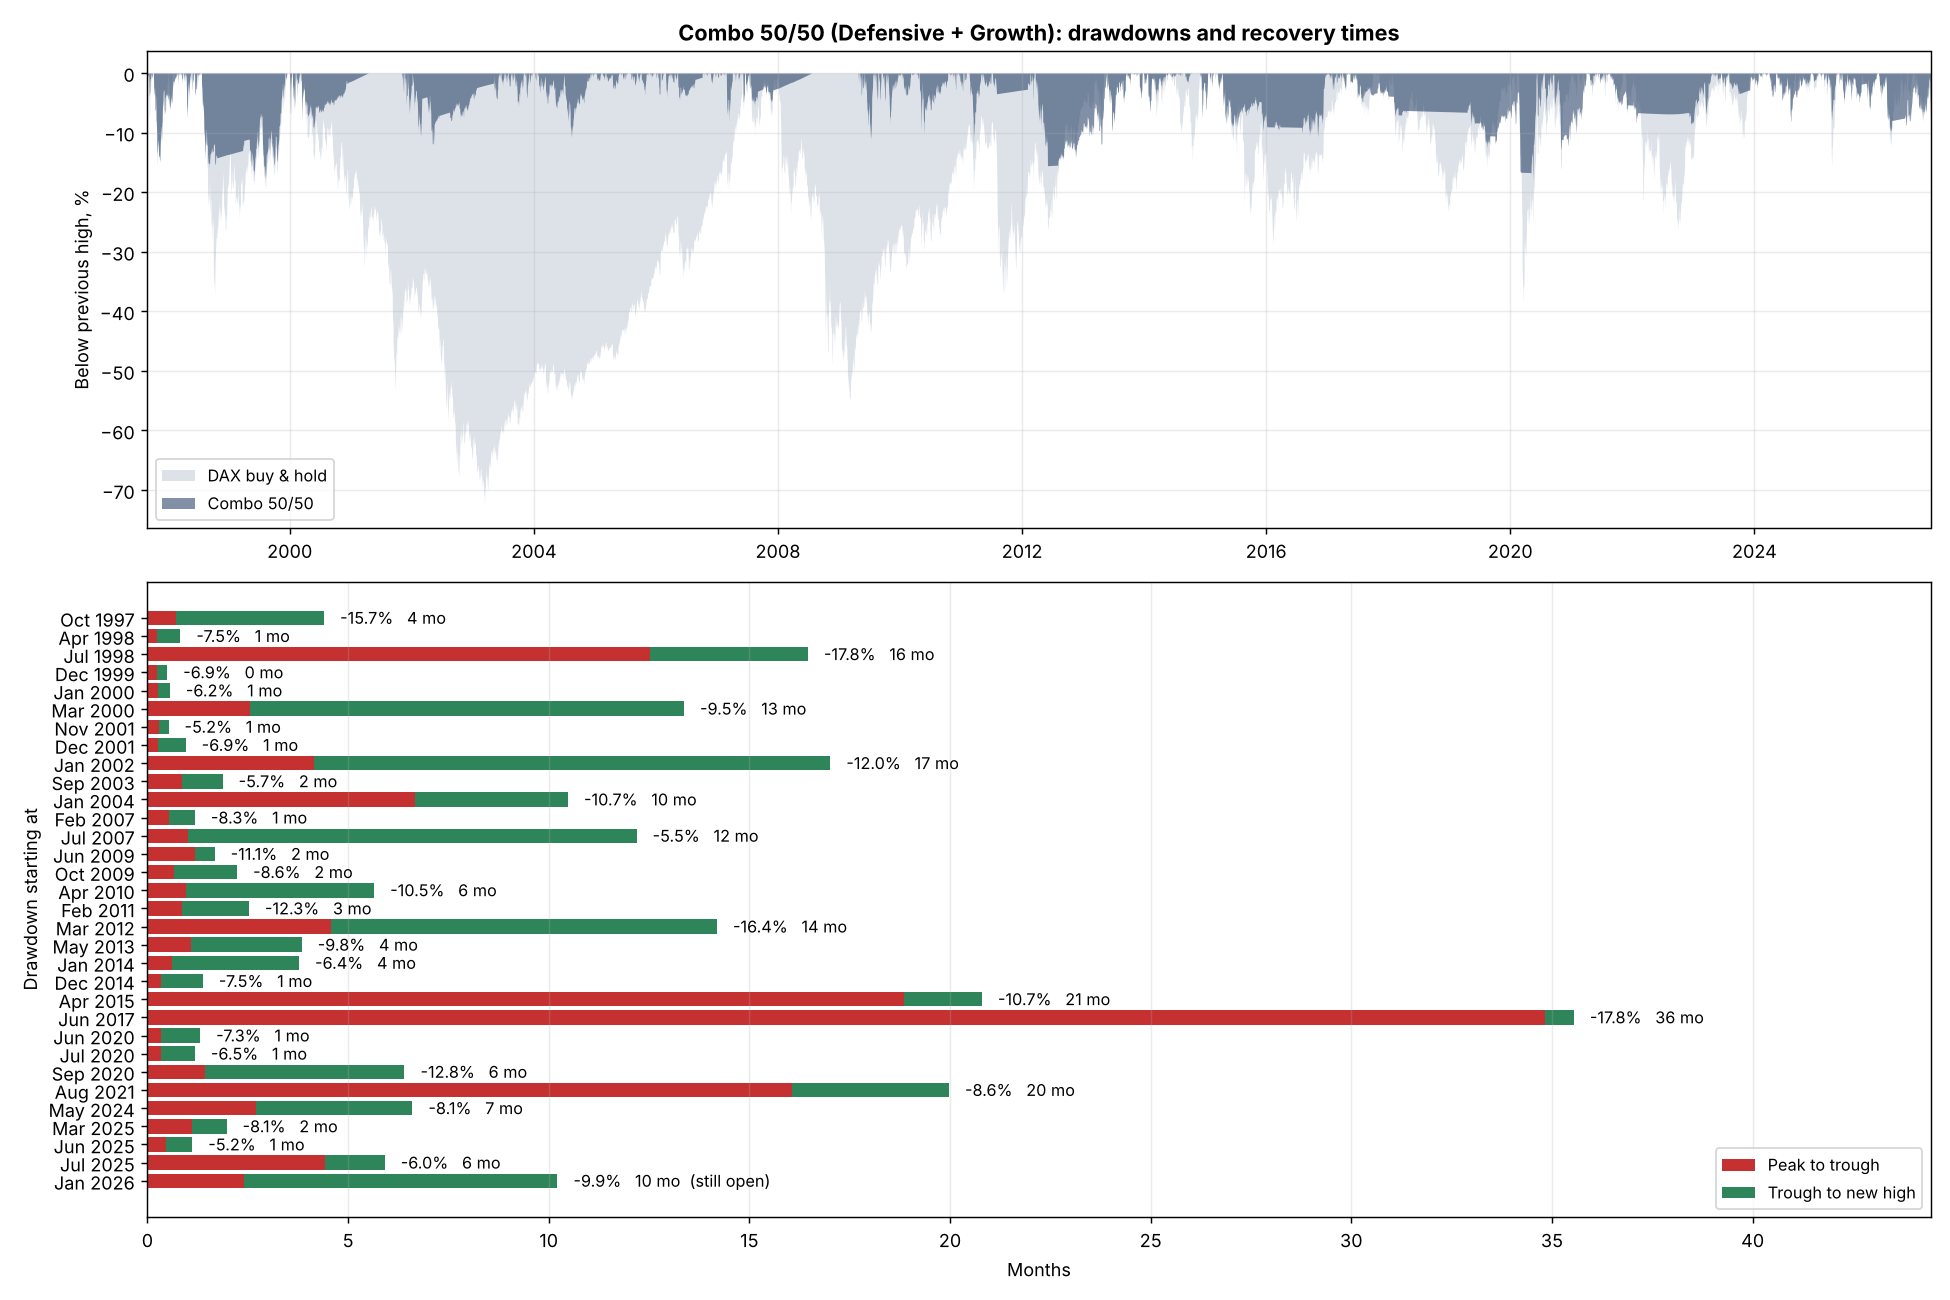 Combo 50/50 (Defensive + Growth): drawdowns and recovery times
Below previous high, %
0
−10
−20
−30
−40
−50
−60
−70
DAX buy & hold
Combo 50/50
2000 2004 2008 2012 2016 2020 2024
Drawdown starting at
Oct 1997 -15.7% 4 mo
Apr 1998 -7.5% 1 mo
Jul 1998 -17.8% 16 mo
Dec 1999 -6.9% 0 mo
Jan 2000 -6.2% 1 mo
Mar 2000 -9.5% 13 mo
Nov 2001 -5.2% 1 mo
Dec 2001 -6.9% 1 mo
Jan 2002 -12.0% 17 mo
Sep 2003 -5.7% 2 mo
Jan 2004 -10.7% 10 mo
Feb 2007 -8.3% 1 mo
Jul 2007 -5.5% 12 mo
Jun 2009 -11.1% 2 mo
Oct 2009 -8.6% 2 mo
Apr 2010 -10.5% 6 mo
Feb 2011 -12.3% 3 mo
Mar 2012 -16.4% 14 mo
May 2013 -9.8% 4 mo
Jan 2014 -6.4% 4 mo
Dec 2014 -7.5% 1 mo
Apr 2015 -10.7% 21 mo
Jun 2017 -17.8% 36 mo
Jun 2020 -7.3% 1 mo
Jul 2020 -6.5% 1 mo
Sep 2020 -12.8% 6 mo
Aug 2021 -8.6% 20 mo
May 2024 -8.1% 7 mo
Mar 2025 -8.1% 2 mo
Jun 2025 -5.2% 1 mo
Jul 2025 -6.0% 6 mo
Jan 2026 -9.9% 10 mo (still open)
Peak to trough
Trough to new high
0 5 10 15 20 25 30 35 40
Months